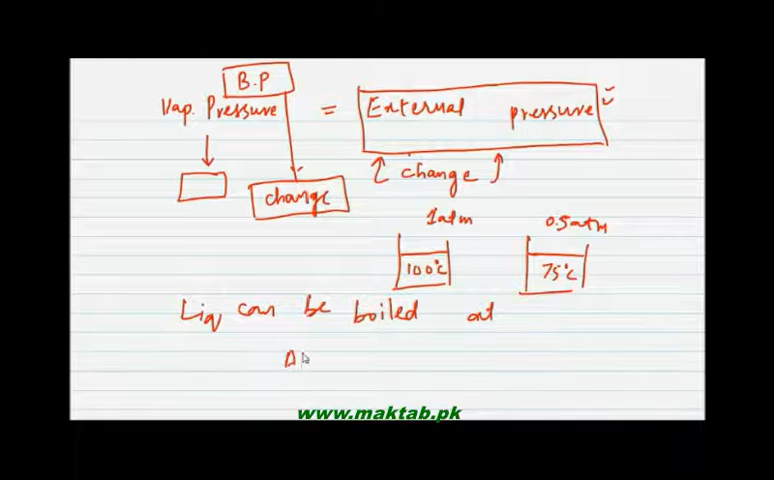 B.P
Vap. Pressure = External pressure
change change
1atm 0.5atm
100°C 75°C
Liq can be boiled at
A
www.maktab.pk